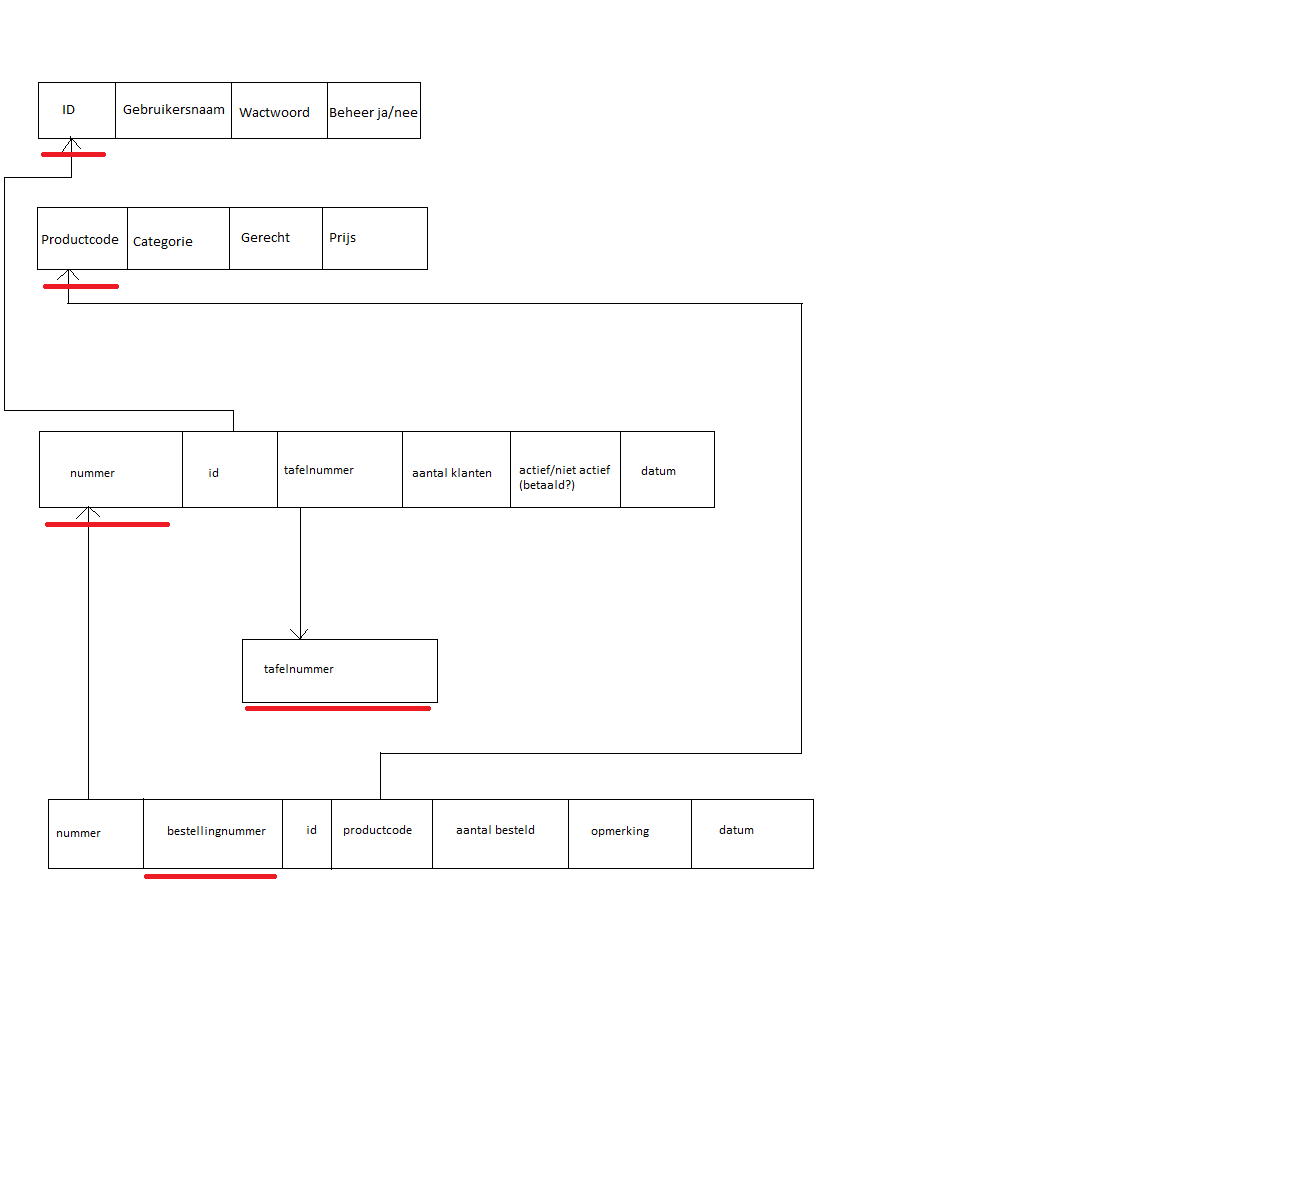 ID Gebruikersnaam Wactwoord Beheer ja/nee
Productcode Categorie Gerecht Prijs
nummer id tafelnummer aantal klanten actief/niet actief datum
(betaald?)
tafelnummer
nummer bestellingnummer id productcode aantal besteld opmerking datum